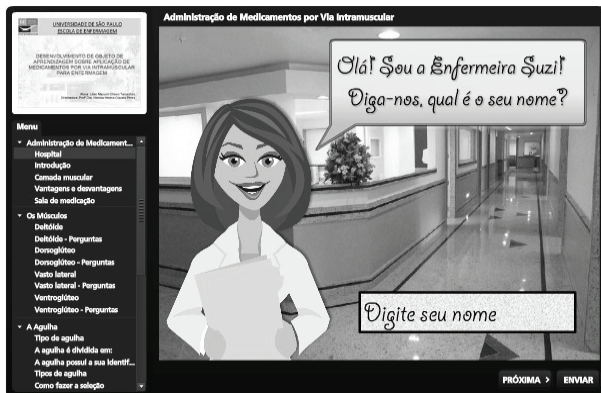 Administração de Medicamentos por Via Intramuscular
UNIVERSIDADE DE SÃO PAULO
ESCOLA DE ENFERMAGEM
DESENVOLVIMENTO DE OBJETO DE
APRENDIZAGEM SOBRE APLICAÇÃO DE
MEDICAMENTOS POR VIA INTRAMUSCULAR
PARA ENFERMAGEM
Menu
Administração de Medicament...
Hospital
Introdução
Camada muscular
Vantagens e desvantagens
Sala de medicação
Os Músculos
Deltóide
Deltóide - Perguntas
Dorsoglúteo
Dorsoglúteo - Perguntas
Vasto lateral
Vasto lateral - Perguntas
Ventroglúteo
Ventroglúteo - Perguntas
A Agulha
Tipo de agulha
A agulha é dividida em:
A agulha possui a sua identif...
Tipos de agulha
Como fazer a seleção
Olá! Sou a Enfermeira Suzi!
Diga-nos, qual é o seu nome?
Digite seu nome
PRÓXIMA >
ENVIAR